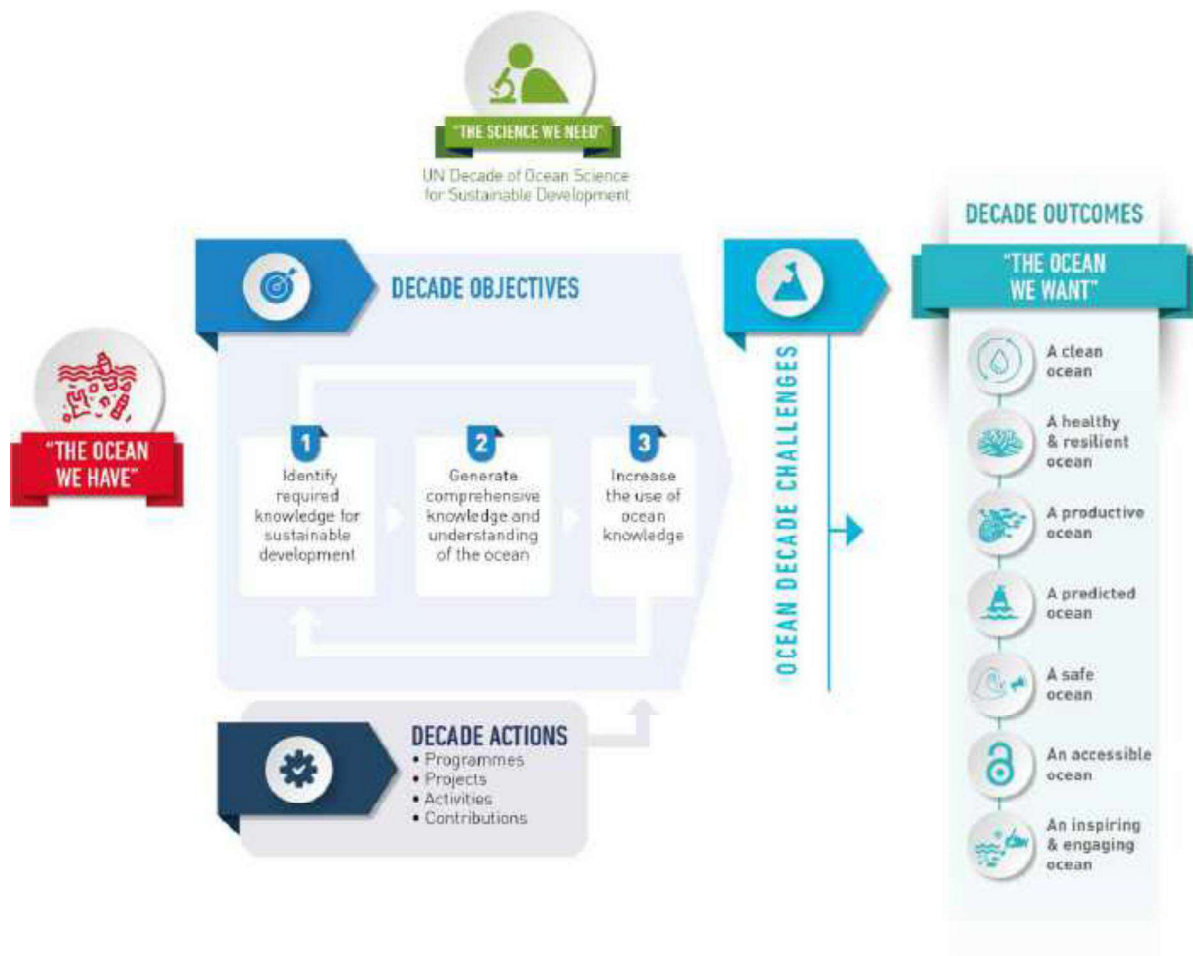 "THE SCIENCE WE NEED"
UN Decade of Ocean Science
for Sustainable Development
"THE OCEAN
WE HAVE"
DECADE OBJECTIVES
1
Identify
required
knowledge for
sustainable
development
2
Generate
comprehensive
knowledge and
understanding
of the ocean
3
Increase
the use of
ocean
knowledge
DECADE ACTIONS
• Programmes
• Projects
• Activities
• Contributions
OCEAN DECADE CHALLENGES
DECADE OUTCOMES
"THE OCEAN
WE WANT"
A clean
ocean
A healthy
& resilient
ocean
A productive
ocean
A predicted
ocean
A safe
ocean
An accessible
ocean
An inspiring
& engaging
ocean